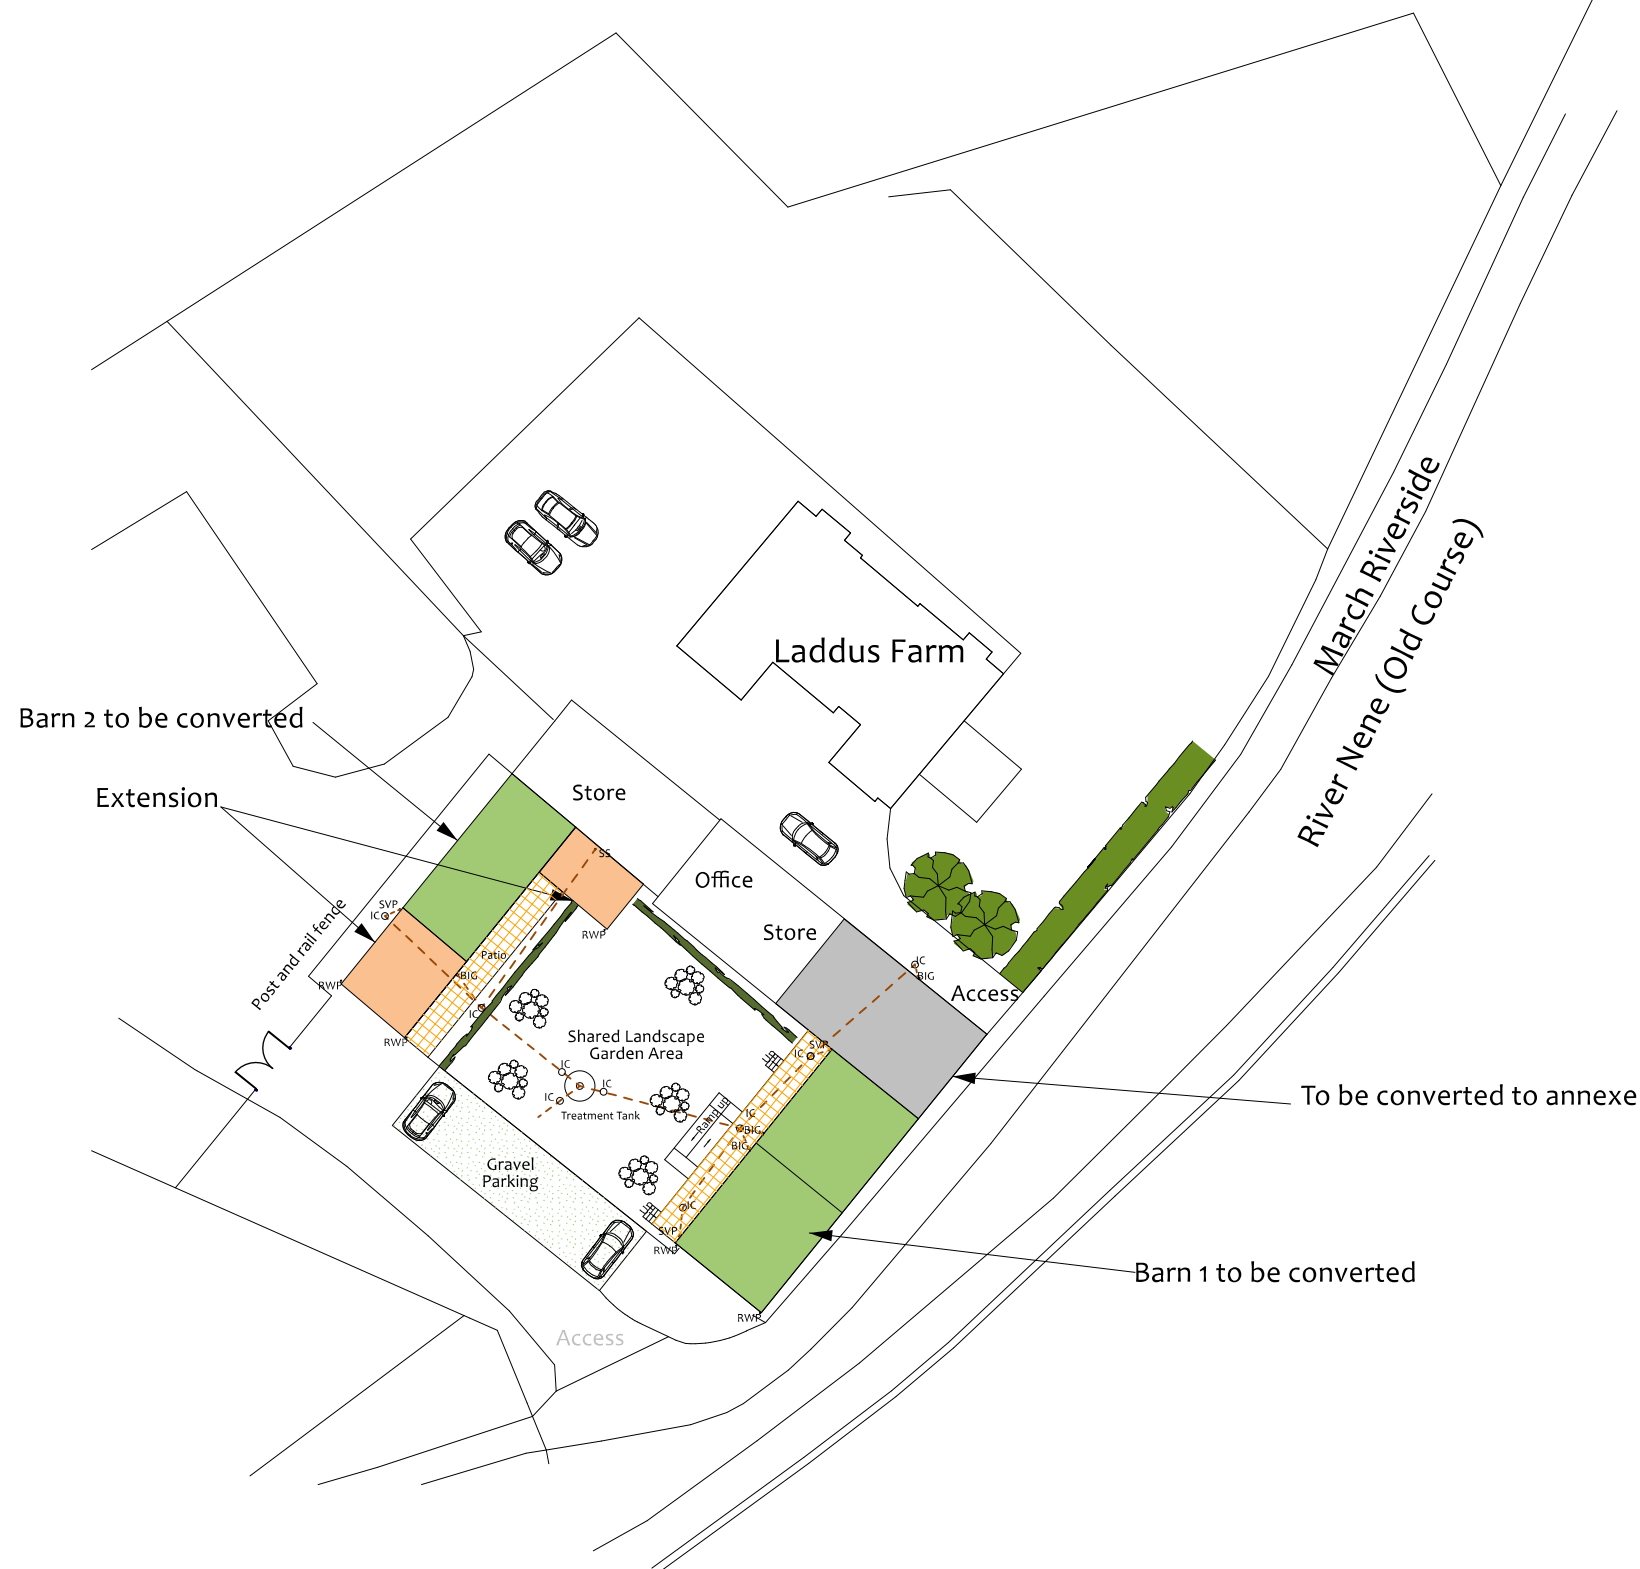 March Riverside
River Nene (Old Course)
Laddus Farm
Barn 2 to be converted
Extension
Store
Office
Store
SS
RWP
SVP
IC
Post and rail fence
RWP
RWP
Patio
BIG
IC
IC
BIG
Access
Shared Landscape
Garden Area
SVP
IC
IC
IC
IC
Treatment Tank
Ramp up
IC
BIG
BIG
To be converted to annexe
Gravel
Parking
IC
SVP
RWP
Barn 1 to be converted
RWP
Access